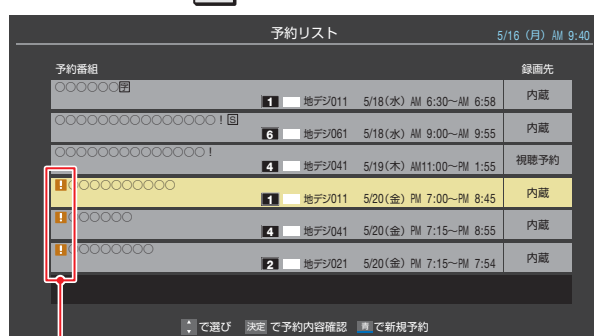 予約リスト
5/16（月）AM 9:40
予約番組 録画先
○○○○○○字
1 地デジ011 5/18(水) AM 6:30～AM 6:58 内蔵
○○○○○○○○○○○○○○○！S
6 地デジ061 5/18(水) AM 9:00～AM 9:55 内蔵
○○○○○○○○○○○○○○！
4 地デジ041 5/19(木) AM11:00～PM 1:55 視聴予約
！○○○○○○○○○○○
1 地デジ011 5/20(金) PM 7:00～PM 8:45 内蔵
！○○○○○○
4 地デジ041 5/20(金) PM 7:15～PM 8:55 内蔵
！○○○○○○○○
2 地デジ021 5/20(金) PM 7:15～PM 7:54 内蔵
で選び 決定 で予約内容確認 青 で新規予約